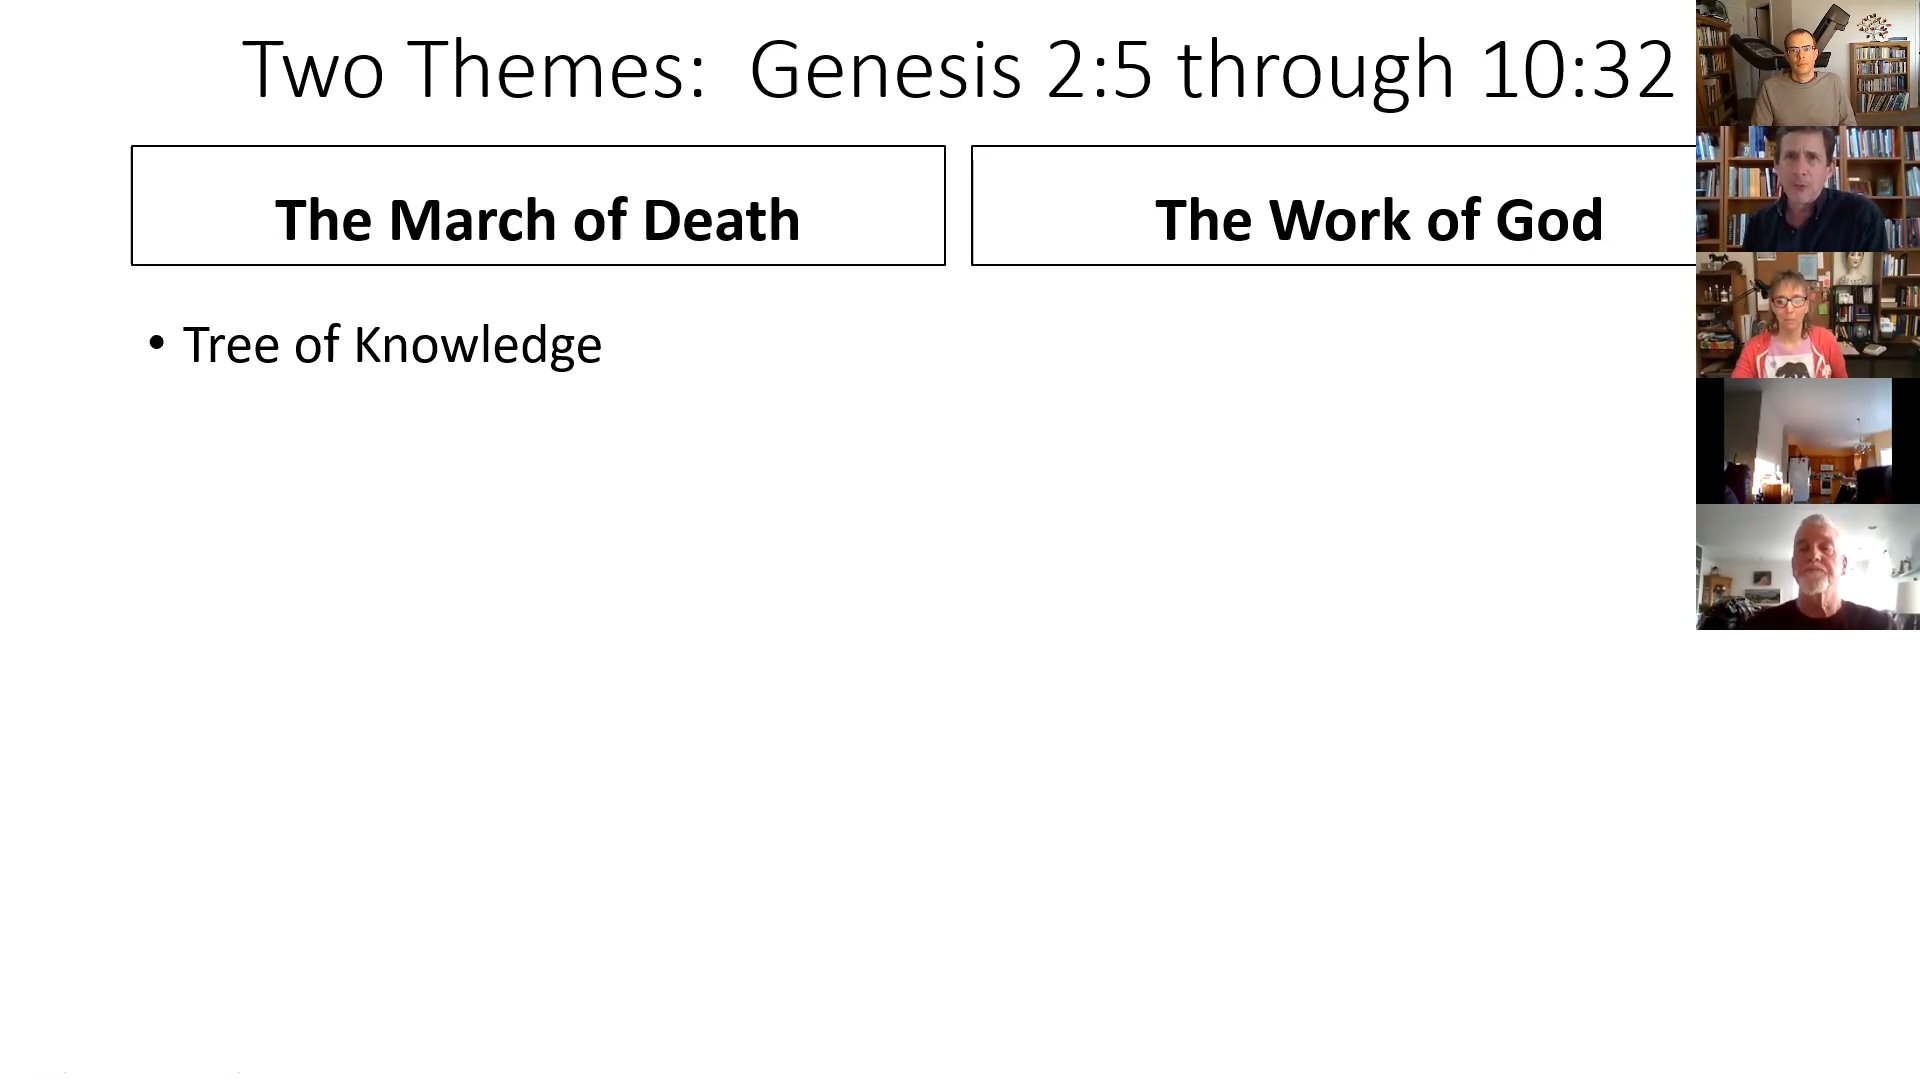 Two Themes:  Genesis 2:5 through 10:32
The March of Death
The Work of God
• Tree of Knowledge